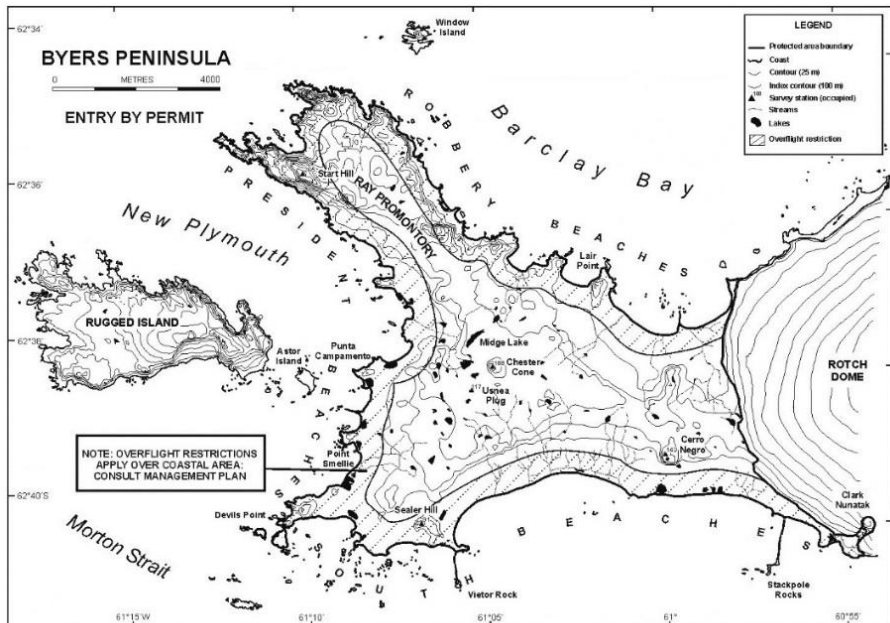 BYERS PENINSULA
0 METRES 4000
ENTRY BY PERMIT
LEGEND
Protected area boundary
Coast
Contour (25 m)
Index contour (100 m)
Survey station (occupied)
Streams
Lakes
Overflight restriction
62°34'
62°36'
62°38'
62°40'S
Window
Island
Barclay Bay
ROBBERY BEACHES
Start Hill
RAY PROMONTORY
PRESIDENT BEACHES
New Plymouth
Lair
Point
RUGGED ISLAND
Astor
Island
Punta
Campamento
Midge Lake
Chester
Cone
Usnea
Plug
ROTCH
DOME
Cerro
Negro
NOTE: OVERFLIGHT RESTRICTIONS
APPLY OVER COASTAL AREA:
CONSULT MANAGEMENT PLAN
Point
Smellie
Sealer Hill
Devils Point
Clark
Nunatak
Morton Strait
SOUTH BEACHES
Vietor Rock
Stackpole
Rocks
61°15'W
61°10'
61°05'
61°
60°55'